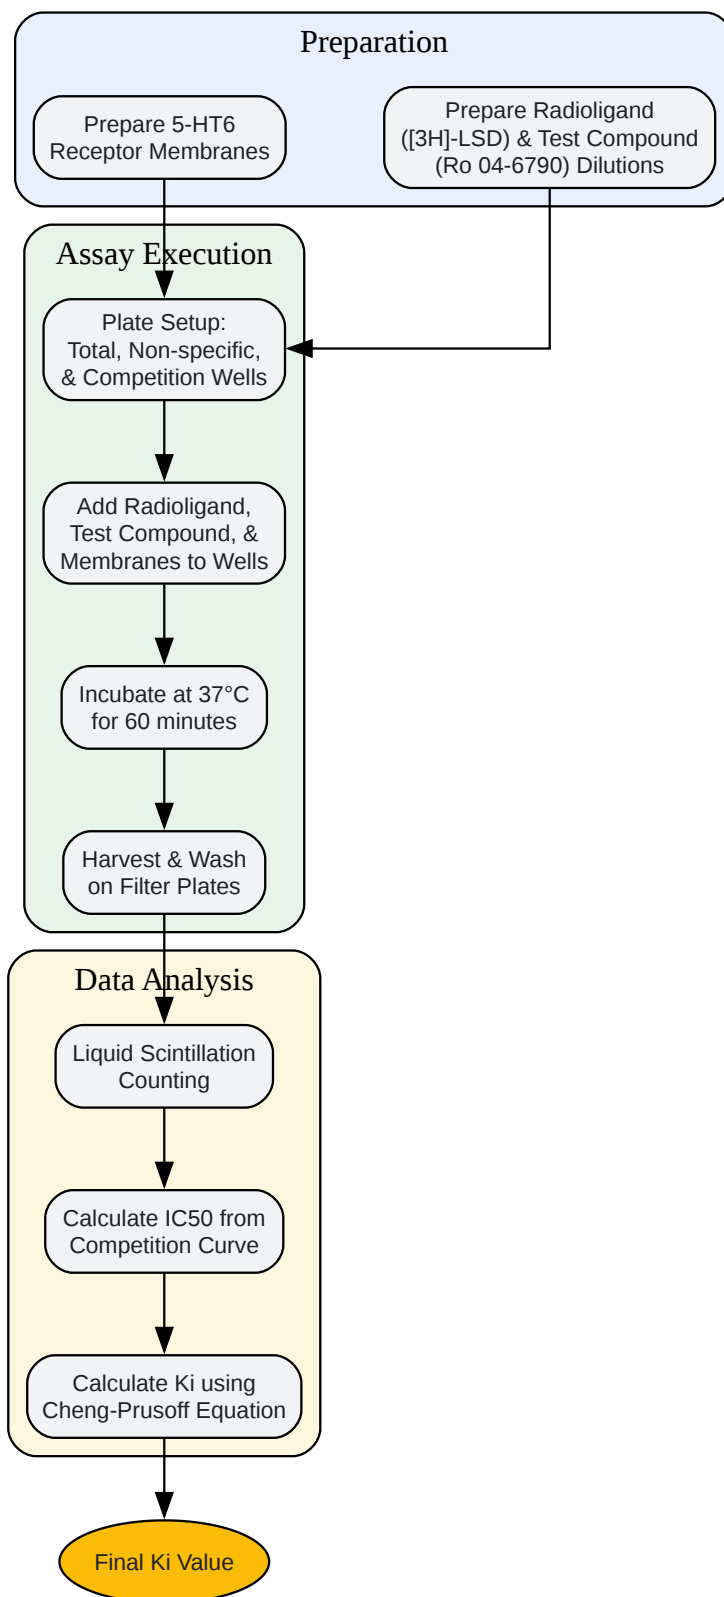 Preparation
Prepare 5-HT6
Receptor Membranes
Prepare Radioligand
([3H]-LSD) & Test Compound
(Ro 04-6790) Dilutions
Assay Execution
Plate Setup:
Total, Non-specific,
& Competition Wells
Add Radioligand,
Test Compound, &
Membranes to Wells
Incubate at 37°C
for 60 minutes
Harvest & Wash
on Filter Plates
Data Analysis
Liquid Scintillation
Counting
Calculate IC50 from
Competition Curve
Calculate Ki using
Cheng-Prusoff Equation
Final Ki Value